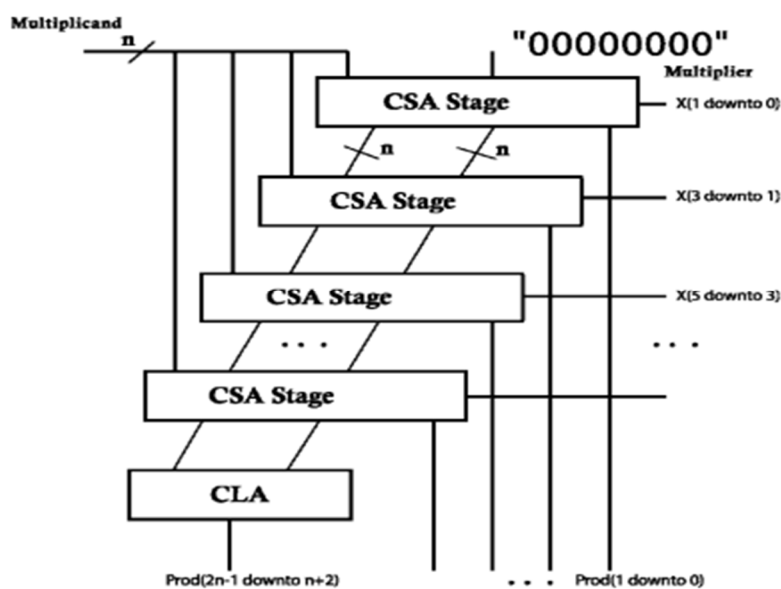 Multiplicand
n
"00000000"
Multiplier
CSA Stage
X(1 downto 0)
n
n
CSA Stage
X(3 downto 1)
CSA Stage
X(5 downto 3)
. . .
. . .
CSA Stage
CLA
Prod(2n-1 downto n+2)
. . .
Prod(1 downto 0)